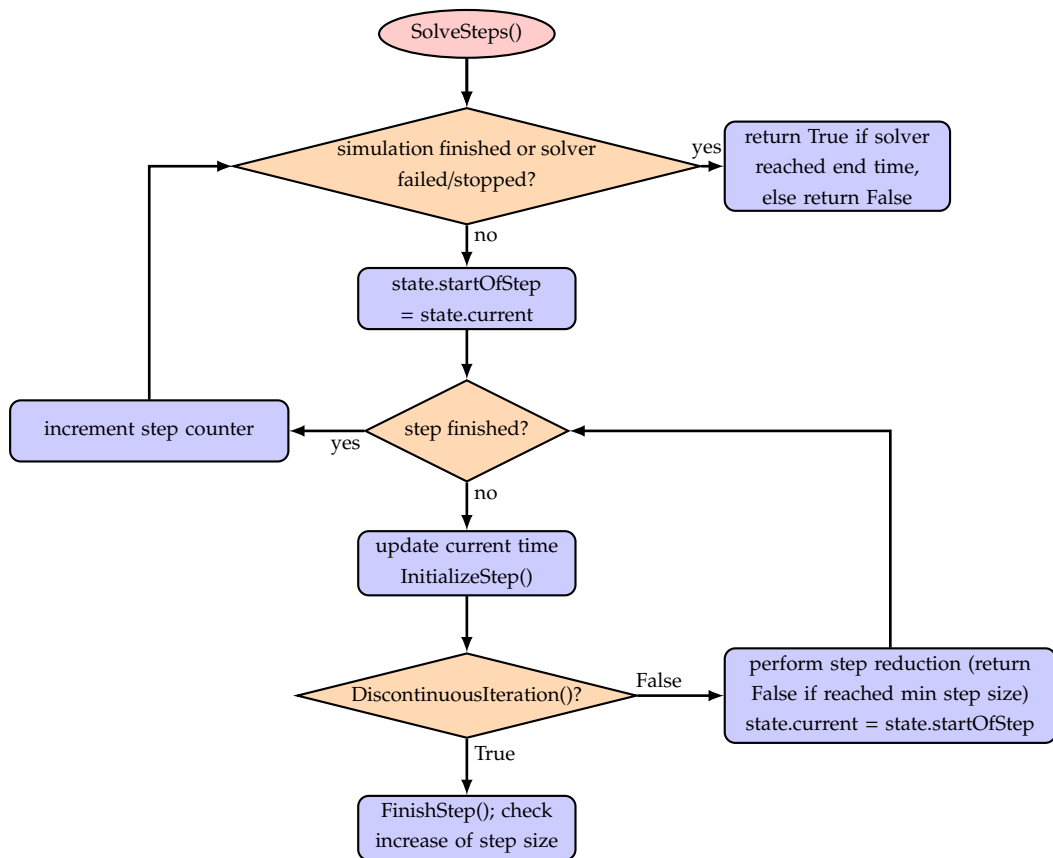 SolveSteps()
simulation finished or solver
failed/stopped?
yes
return True if solver
reached end time,
else return False
no
state.startOfStep
= state.current
step finished?
yes
increment step counter
no
update current time
InitializeStep()
DiscontinuousIteration()?
False
perform step reduction (return
False if reached min step size)
state.current = state.startOfStep
True
FinishStep(); check
increase of step size